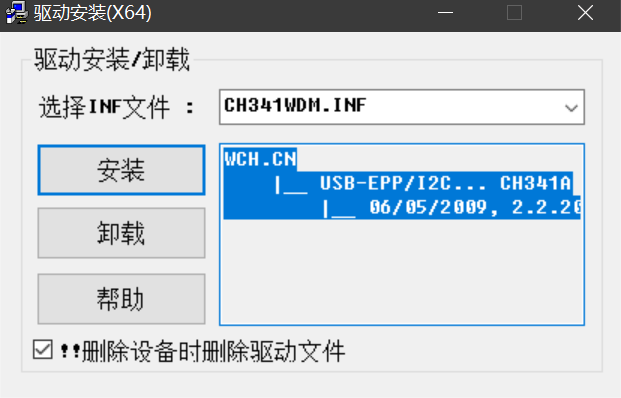 驱动安装(X64)
驱动安装/卸载
选择INF文件 :
CH341WDM.INF
安装
WCH.CN
|__ USB-EPP/I2C... CH341A
|__ 06/05/2009, 2.2.20
卸载
帮助
!!删除设备时删除驱动文件